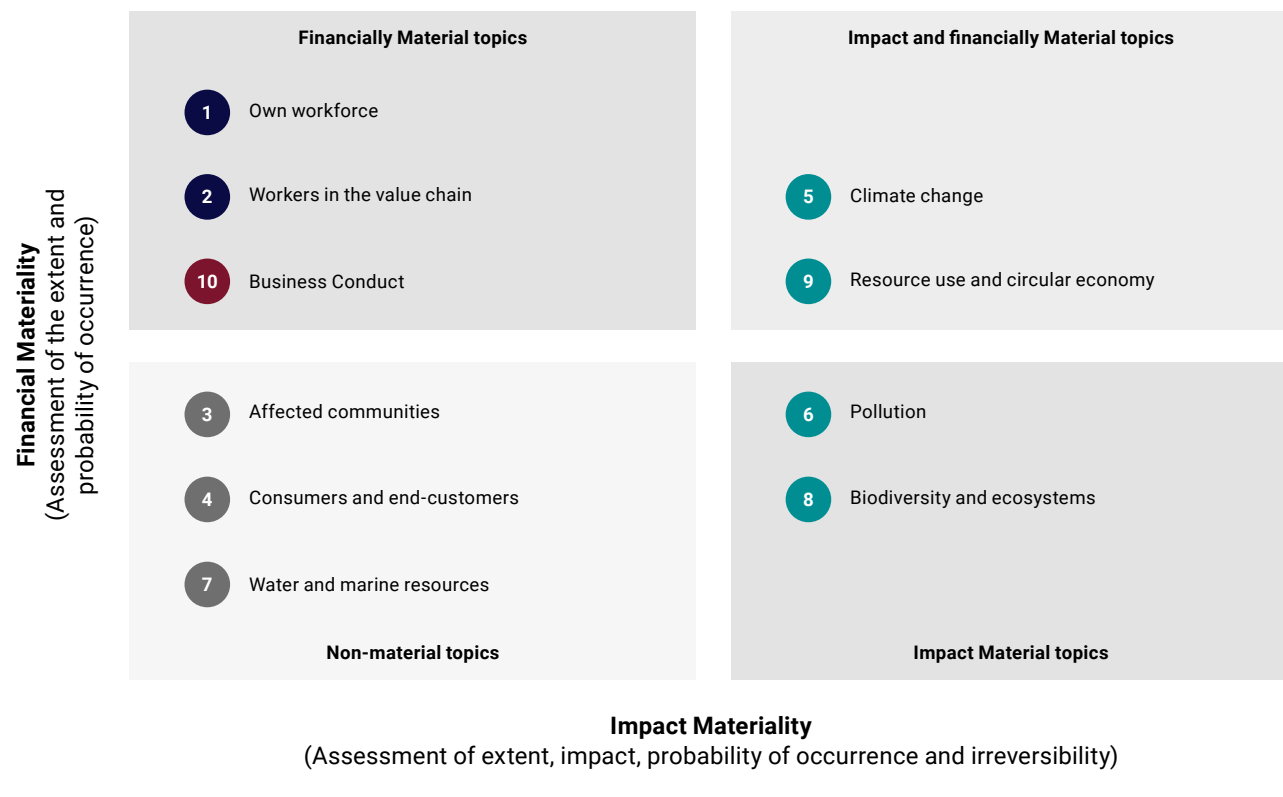 Financial Materiality
(Assessment of the extent and
probability of occurrence)
Financially Material topics
1 Own workforce
2 Workers in the value chain
10 Business Conduct
Impact and financially Material topics
5 Climate change
9 Resource use and circular economy
3 Affected communities
4 Consumers and end-customers
7 Water and marine resources
Non-material topics
6 Pollution
8 Biodiversity and ecosystems
Impact Material topics
Impact Materiality
(Assessment of extent, impact, probability of occurrence and irreversibility)